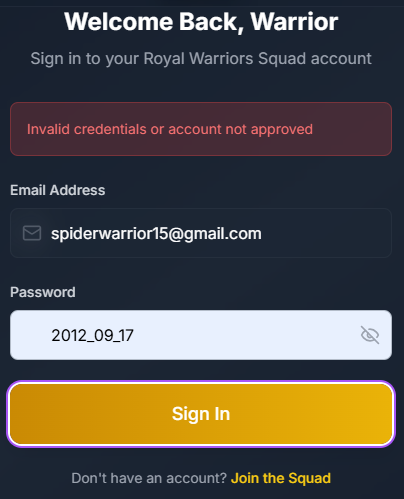 Welcome Back, Warrior
Sign in to your Royal Warriors Squad account
Invalid credentials or account not approved
Email Address
spiderwarrior15@gmail.com
Password
2012_09_17
Sign In
Don't have an account? Join the Squad